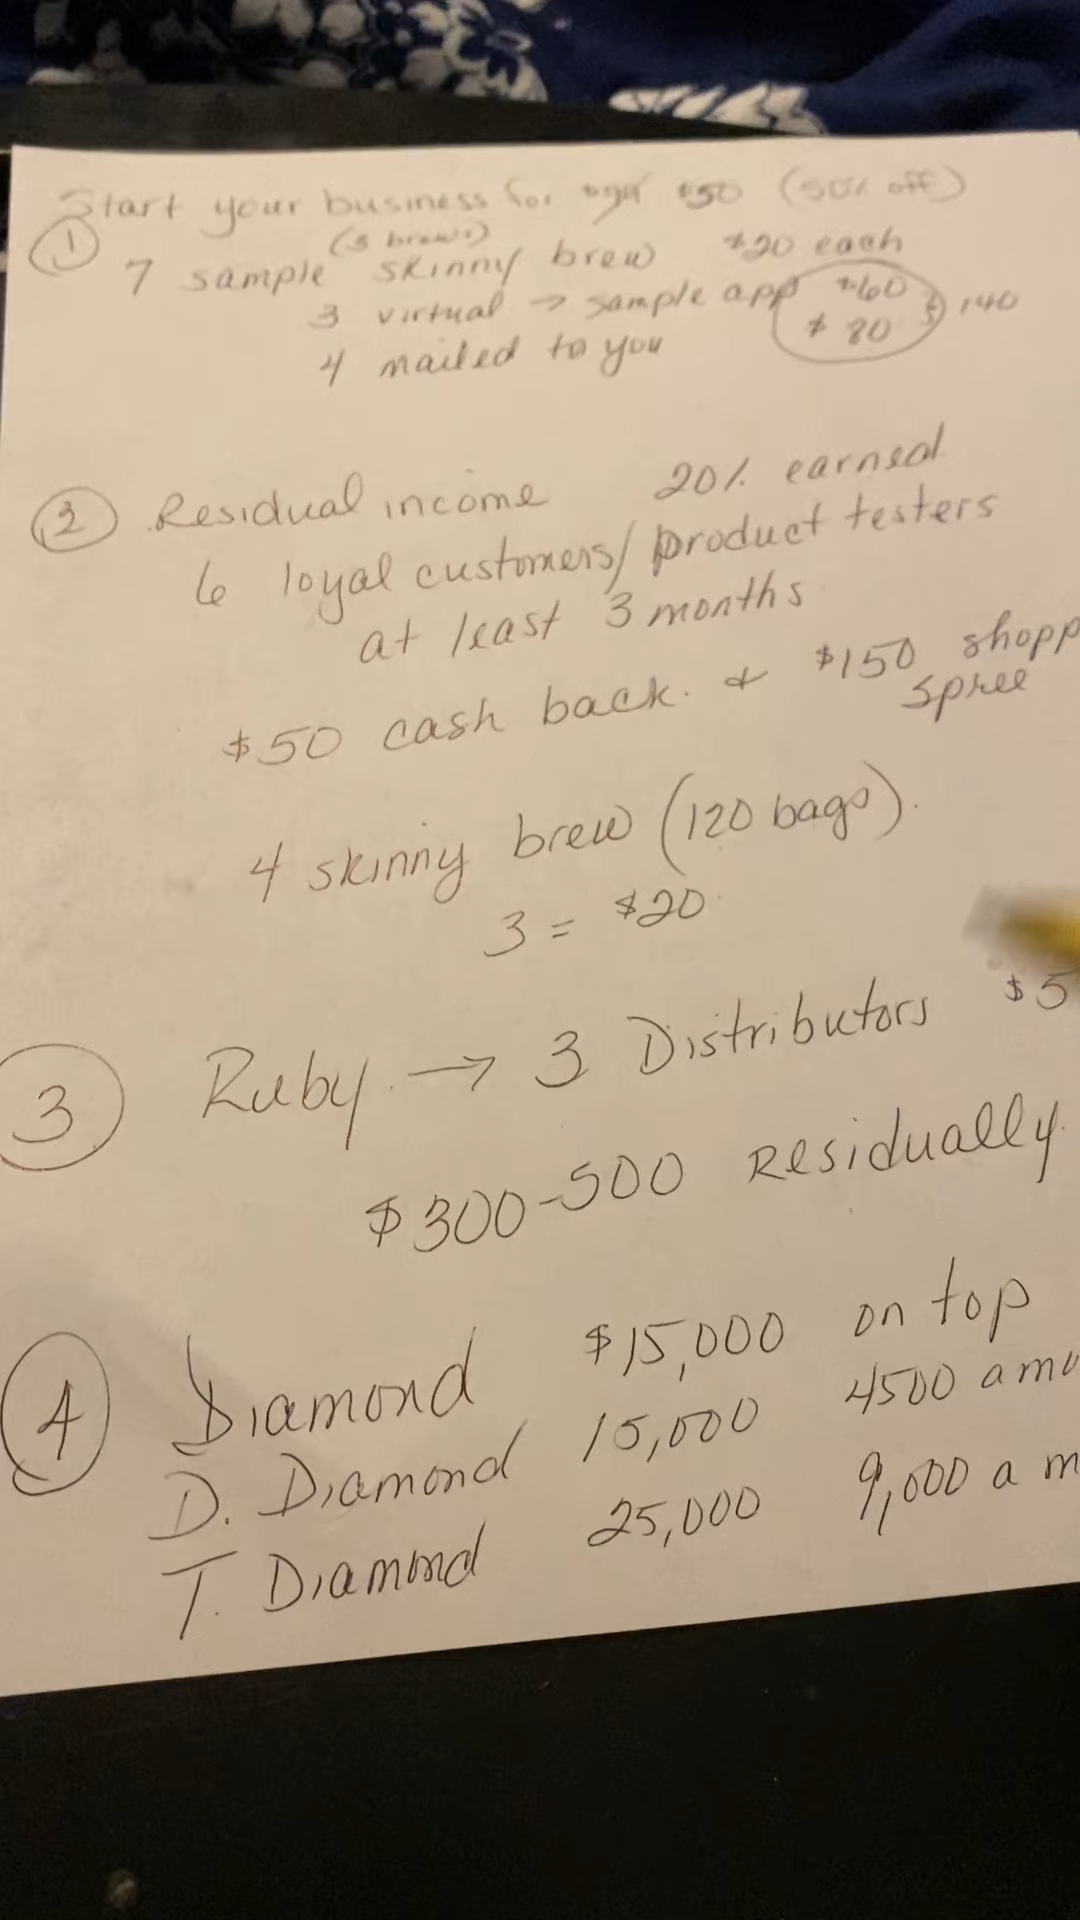 Start your business for $50 (50% off)
① (3 brews)
7 sample skinny brew $20 each
3 virtual → sample app $60
4 mailed to you $80 } 140
② Residual income 20% earned
6 loyal customers/product testers
at least 3 months
$50 cash back. & $150 shopp
spree
4 skinny brew (120 bags).
3 = $20
③ Ruby → 3 Distributors $5
$300-500 Residually
④ Diamond $15,000 on top
D. Diamond 15,000 4500 a mo
T. Diamond 25,000 9,000 a m